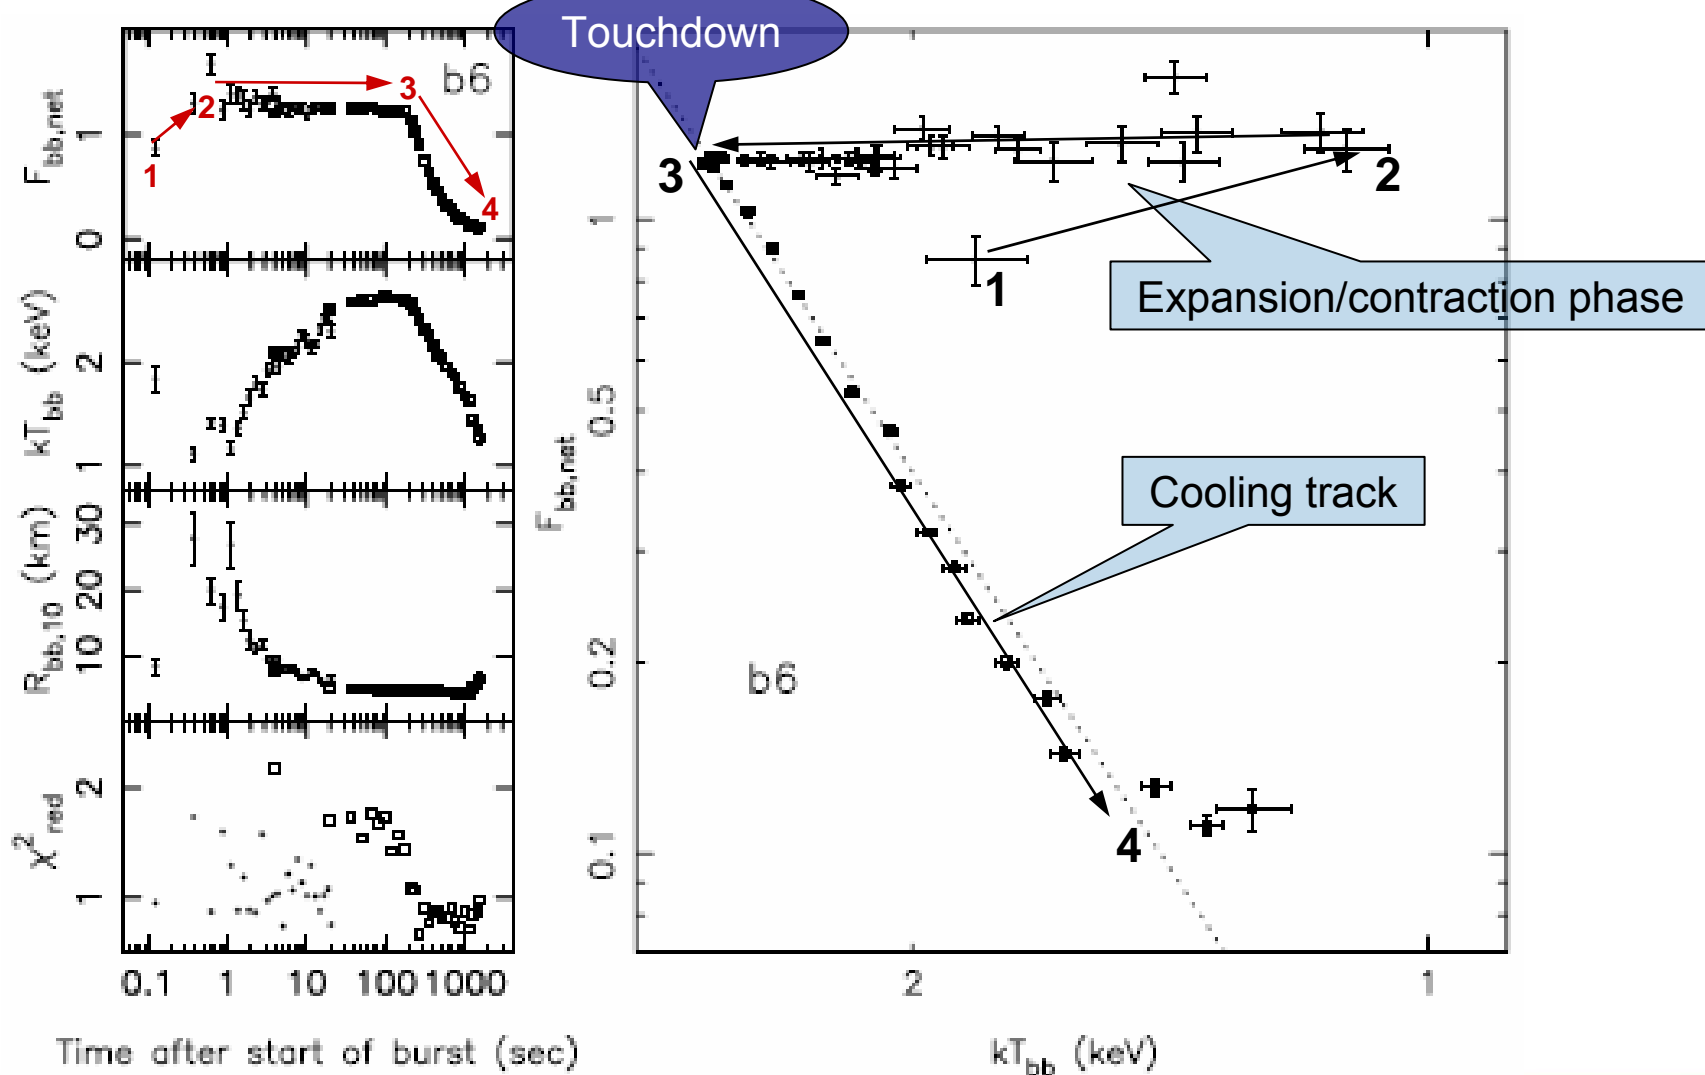 Touchdown
b6
F_bb,net
1
0
1
2
3
4
kT_bb (keV)
2
1
R_bb,10 (km)
30
20
10
χ²_red
2
1
0.1 1 10 100 1000
Time after start of burst (sec)
F_bb,net
1
0.5
0.2
0.1
3
2
1
Expansion/contraction phase
Cooling track
b6
4
2 1
kT_bb (keV)